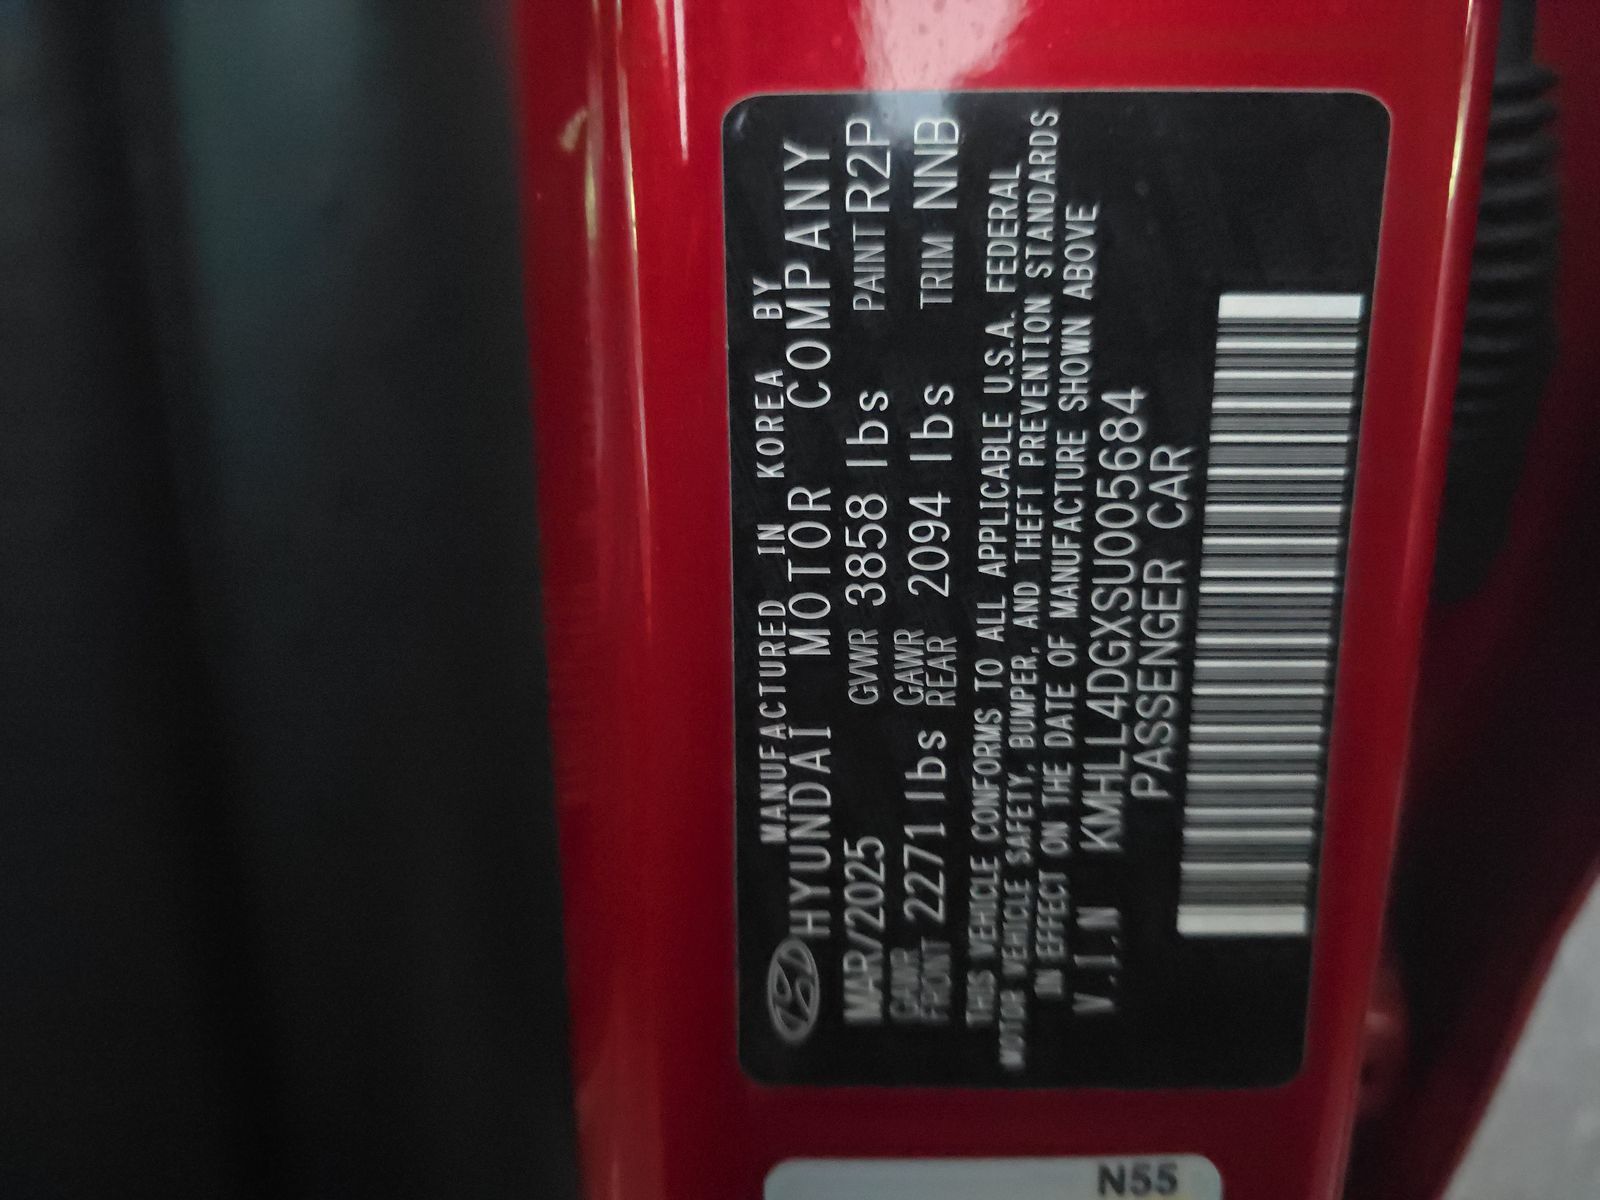 MANUFACTURED IN KOREA BY
HYUNDAI MOTOR COMPANY
MAR/2025 GVWR 3858 lbs PAINT R2P
GAWR FRONT 2271 lbs GAWR REAR 2094 lbs TRIM NNB
THIS VEHICLE CONFORMS TO ALL APPLICABLE U.S.A. FEDERAL
MOTOR VEHICLE SAFETY, BUMPER, AND THEFT PREVENTION STANDARDS
IN EFFECT ON THE DATE OF MANUFACTURE SHOWN ABOVE
V.I.N KMHLL4DGXSU005684
PASSENGER CAR
N55